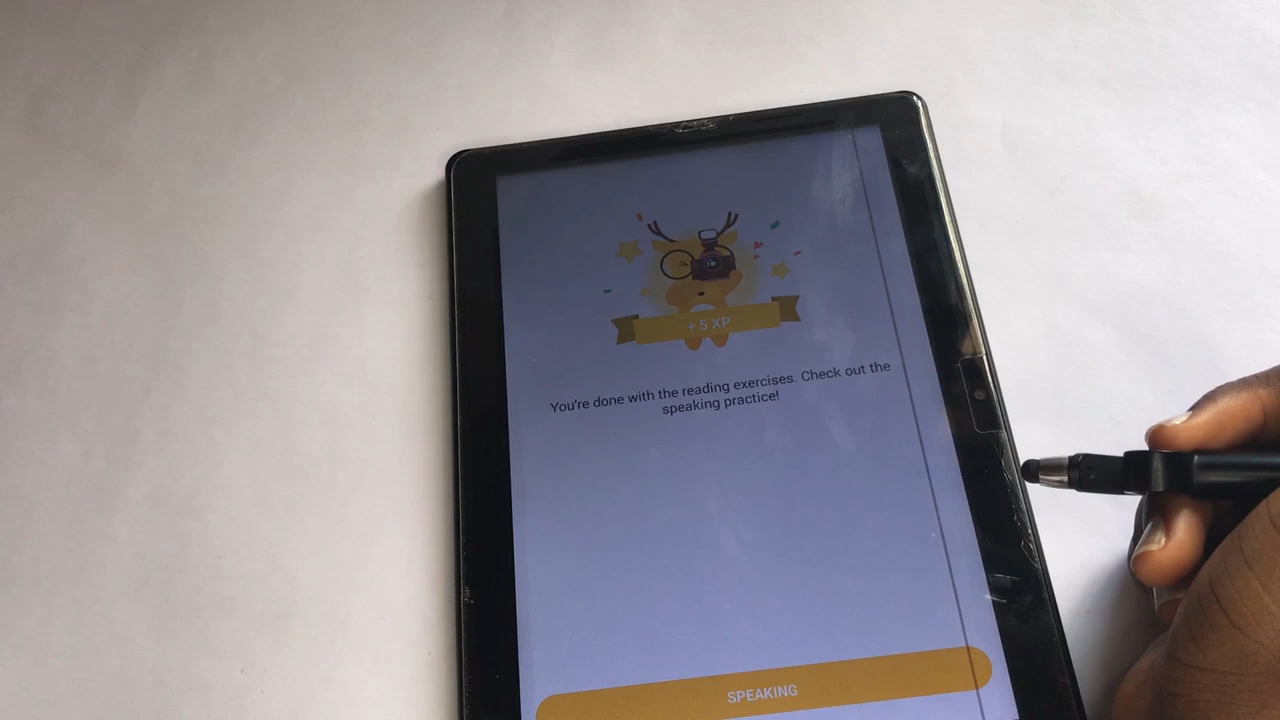 + 5 XP
You're done with the reading exercises. Check out the
speaking practice!
SPEAKING